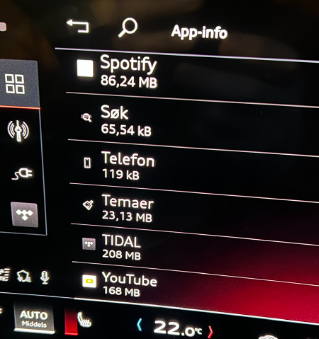 App-info
Spotify
86,24 MB
Søk
65,54 kB
Telefon
119 kB
Temaer
23,13 MB
TIDAL
208 MB
YouTube
168 MB
AUTO
Middels
22.0°C